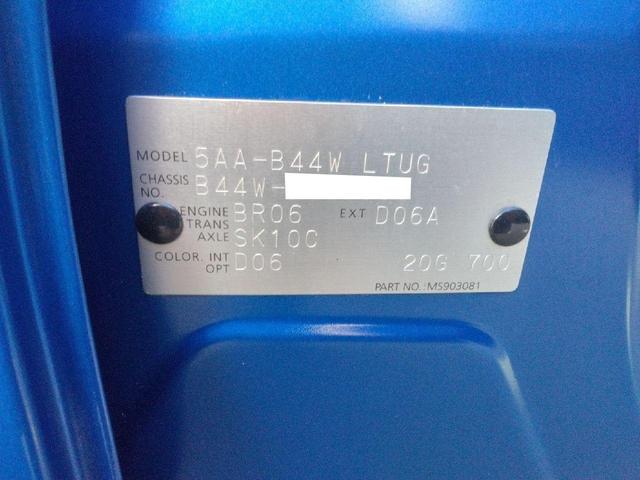 MODEL 5AA-B44W LTUG
CHASSIS NO. B44W-
ENGINE BR06 EXT D06A
TRANS AXLE SK10C
COLOR. INT OPT D06 20G 700
PART NO.: MS903081